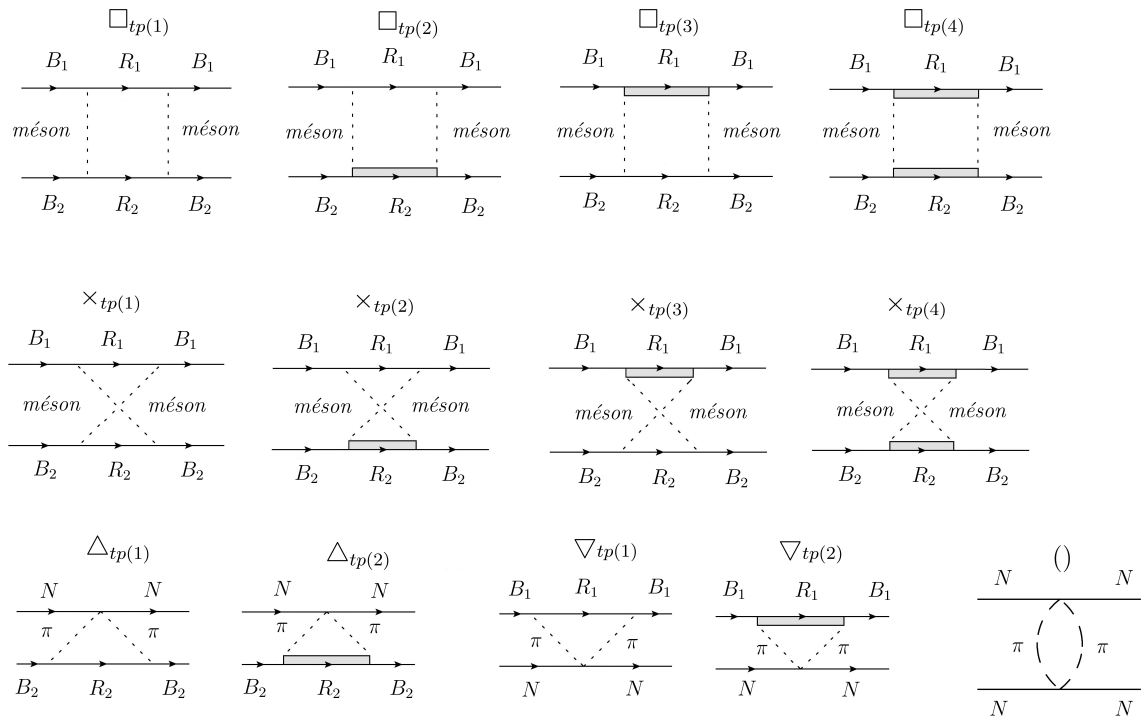 □tp(1) □tp(2) □tp(3) □tp(4)
B₁ R₁ B₁ B₁ R₁ B₁ B₁ R₁ B₁ B₁ R₁ B₁
méson méson méson méson méson méson méson méson
B₂ R₂ B₂ B₂ R₂ B₂ B₂ R₂ B₂ B₂ R₂ B₂
×tp(1) ×tp(2) ×tp(3) ×tp(4)
B₁ R₁ B₁ B₁ R₁ B₁ B₁ R₁ B₁ B₁ R₁ B₁
méson méson méson méson méson méson méson méson
B₂ R₂ B₂ B₂ R₂ B₂ B₂ R₂ B₂ B₂ R₂ B₂
△tp(1) △tp(2) ▽tp(1) ▽tp(2) ()
N N N N B₁ R₁ B₁ B₁ R₁ B₁ N N
π π π π π π π π π π
B₂ R₂ B₂ B₂ R₂ B₂ N N N N N N